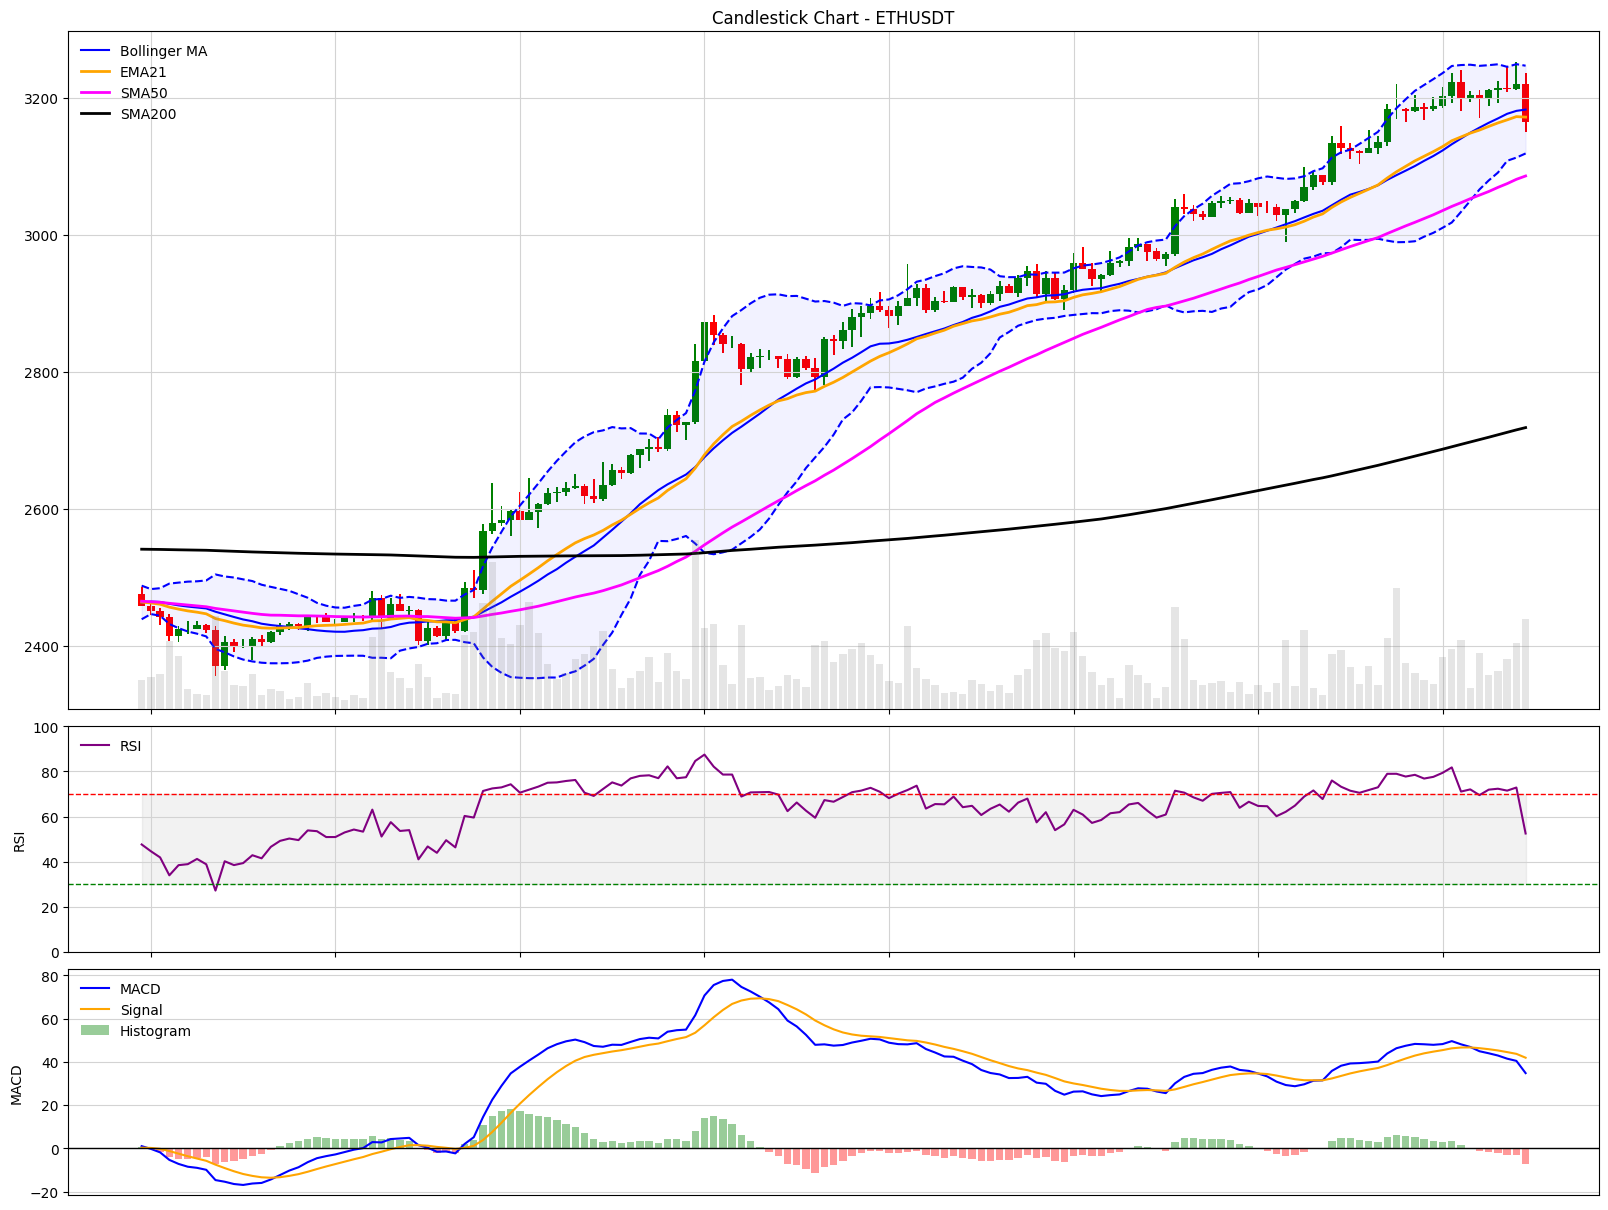 Candlestick Chart - ETHUSDT
Bollinger MA
EMA21
SMA50
SMA200
3200
3000
2800
2600
2400
RSI
100
80
60
40
20
0
RSI
MACD
Signal
Histogram
80
60
40
20
0
−20
MACD